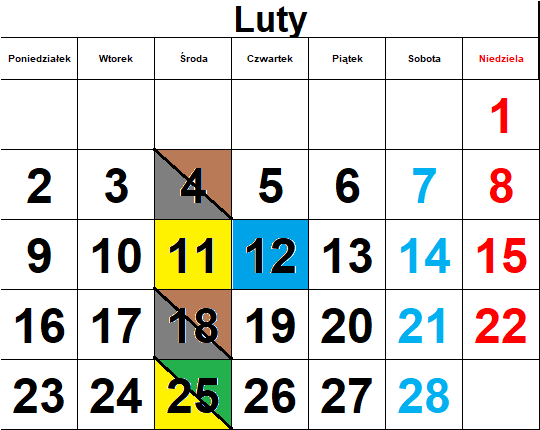 Luty
Poniedziałek Wtorek Środa Czwartek Piątek Sobota Niedziela
1
2 3 4 5 6 7 8
9 10 11 12 13 14 15
16 17 18 19 20 21 22
23 24 25 26 27 28